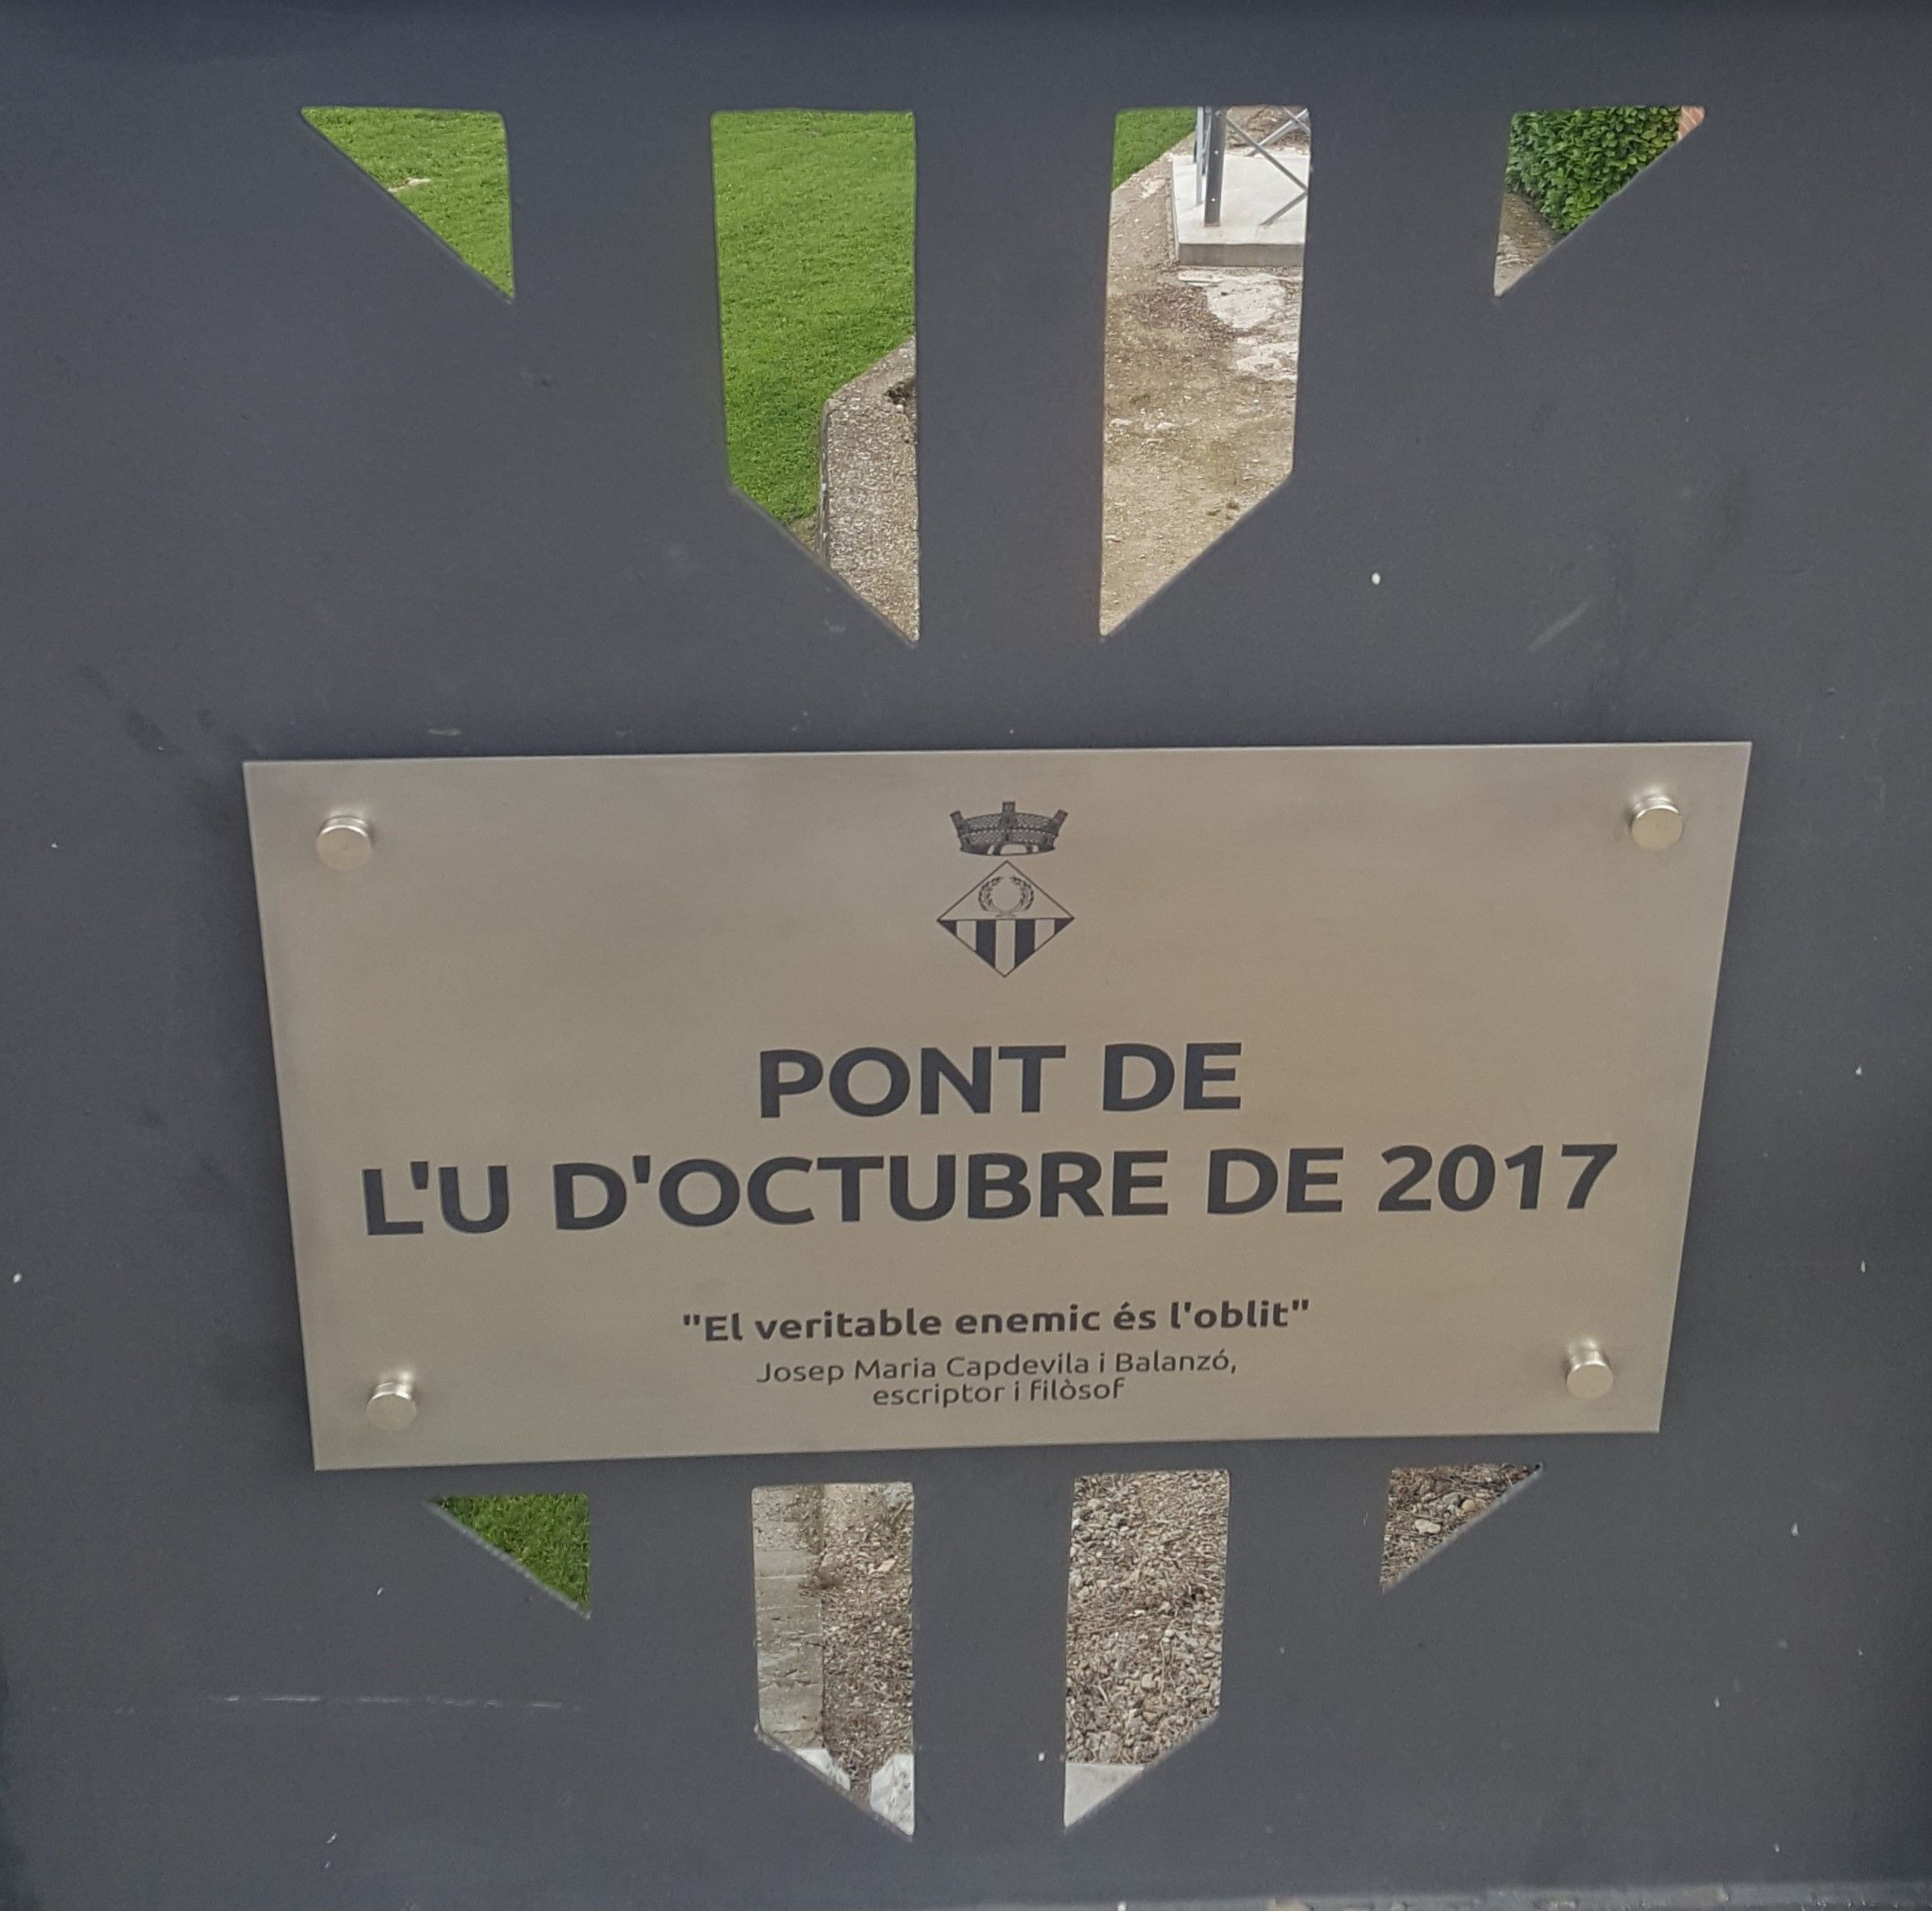 PONT DE
L'U D'OCTUBRE DE 2017
"El veritable enemic és l'oblit"
Josep Maria Capdevila i Balanzó,
escriptor i filòsof